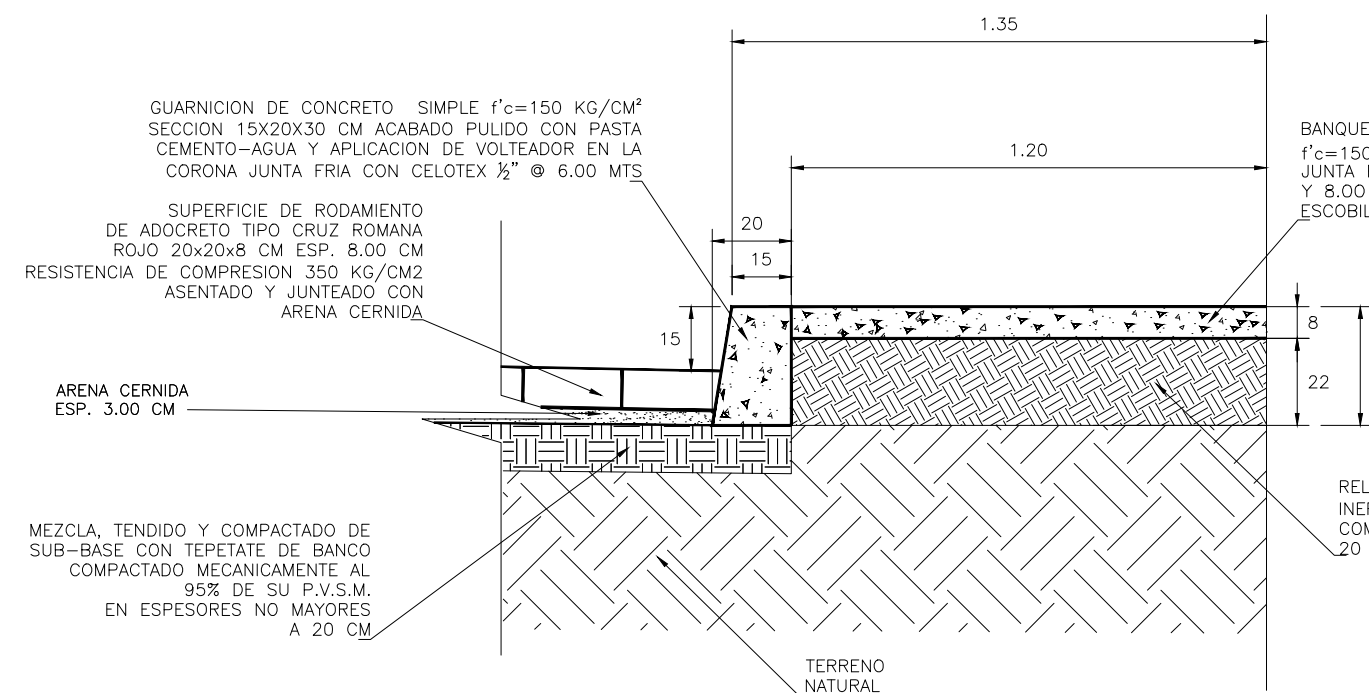 1.35
GUARNICION DE CONCRETO SIMPLE f'c=150 KG/CM²
SECCION 15X20X30 CM ACABADO PULIDO CON PASTA
CEMENTO-AGUA Y APLICACION DE VOLTEADOR EN LA
CORONA JUNTA FRIA CON CELOTEX ½" @ 6.00 MTS
1.20
BANQUE
f'c=150
JUNTA
Y 8.00
ESCOBIL
SUPERFICIE DE RODAMIENTO
DE ADOCRETO TIPO CRUZ ROMANA
ROJO 20x20x8 CM ESP. 8.00 CM
RESISTENCIA DE COMPRESION 350 KG/CM2
ASENTADO Y JUNTEADO CON
ARENA CERNIDA
20
15
15
8
22
ARENA CERNIDA
ESP. 3.00 CM
MEZCLA, TENDIDO Y COMPACTADO DE
SUB-BASE CON TEPETATE DE BANCO
COMPACTADO MECANICAMENTE AL
95% DE SU P.V.S.M.
EN ESPESORES NO MAYORES
A 20 CM
REL
INE
COM
20
TERRENO
NATURAL